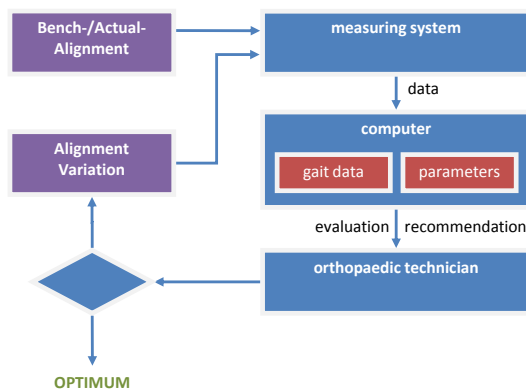 Bench-/Actual-
Alignment
measuring system
data
Alignment
Variation
computer
gait data
parameters
evaluation
recommendation
orthopaedic technician
OPTIMUM